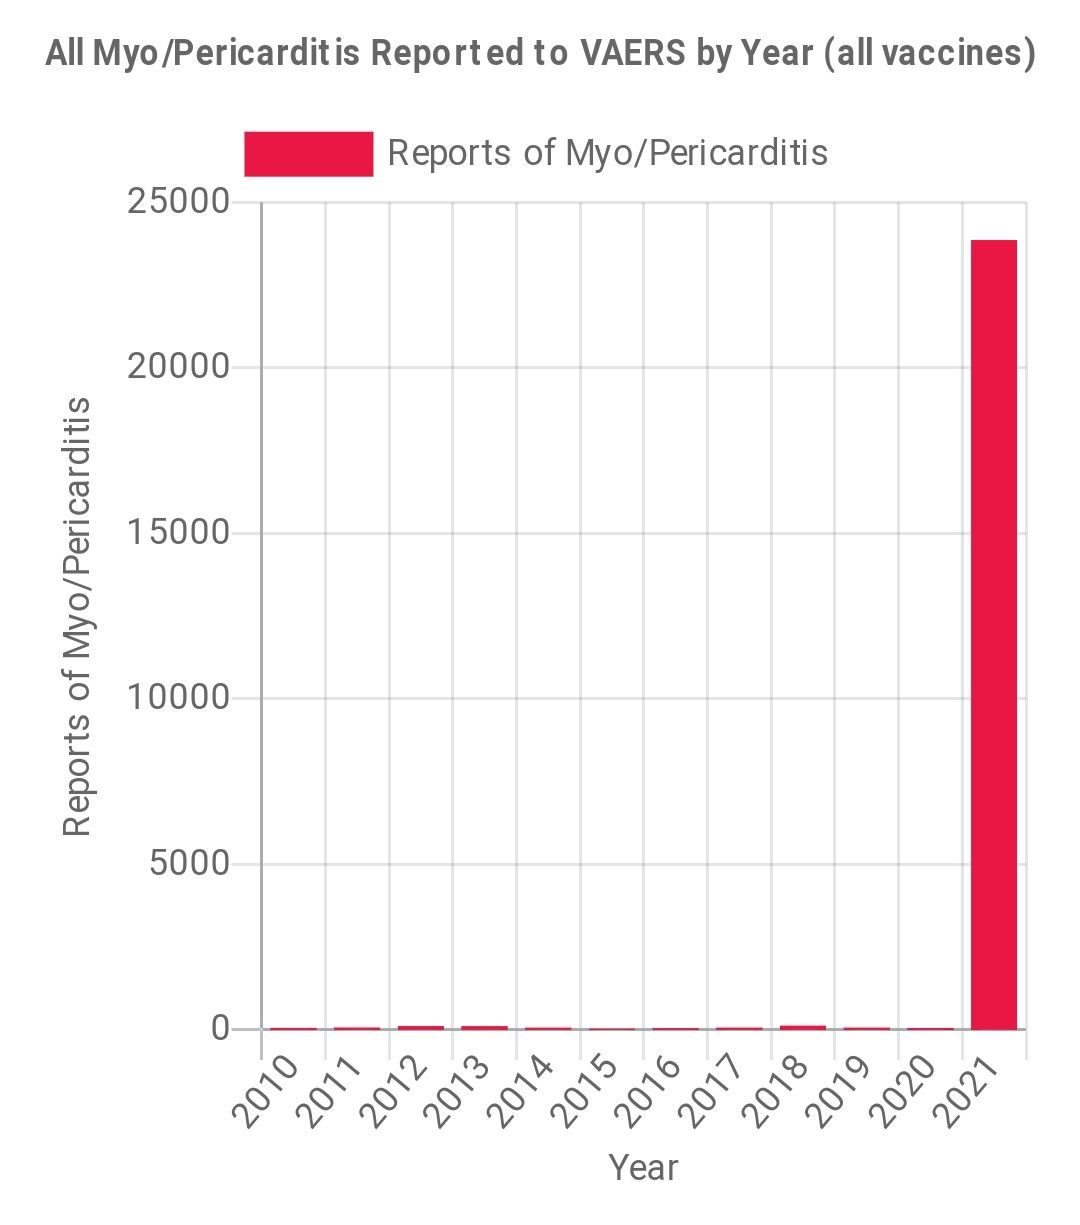 All Myo/Pericarditis Reported to VAERS by Year (all vaccines)
Reports of Myo/Pericarditis
25000
20000
15000
10000
5000
0
Reports of Myo/Pericarditis
2010 2011 2012 2013 2014 2015 2016 2017 2018 2019 2020 2021
Year